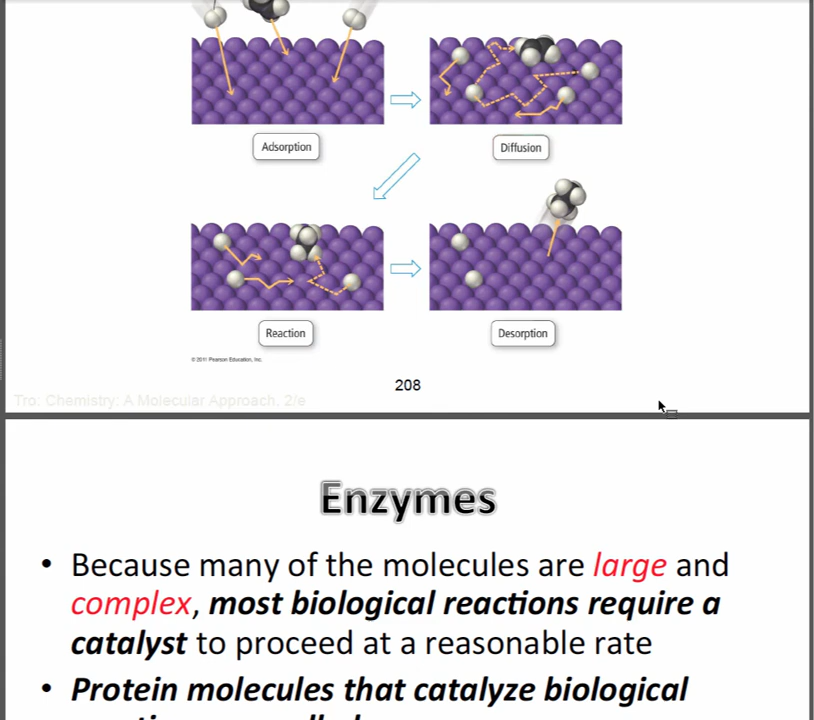 Adsorption
Diffusion
Reaction
Desorption
© 2011 Pearson Education, Inc.
208
Tro: Chemistry: A Molecular Approach, 2/e
Enzymes
• Because many of the molecules are large and
complex, most biological reactions require a
catalyst to proceed at a reasonable rate
• Protein molecules that catalyze biological